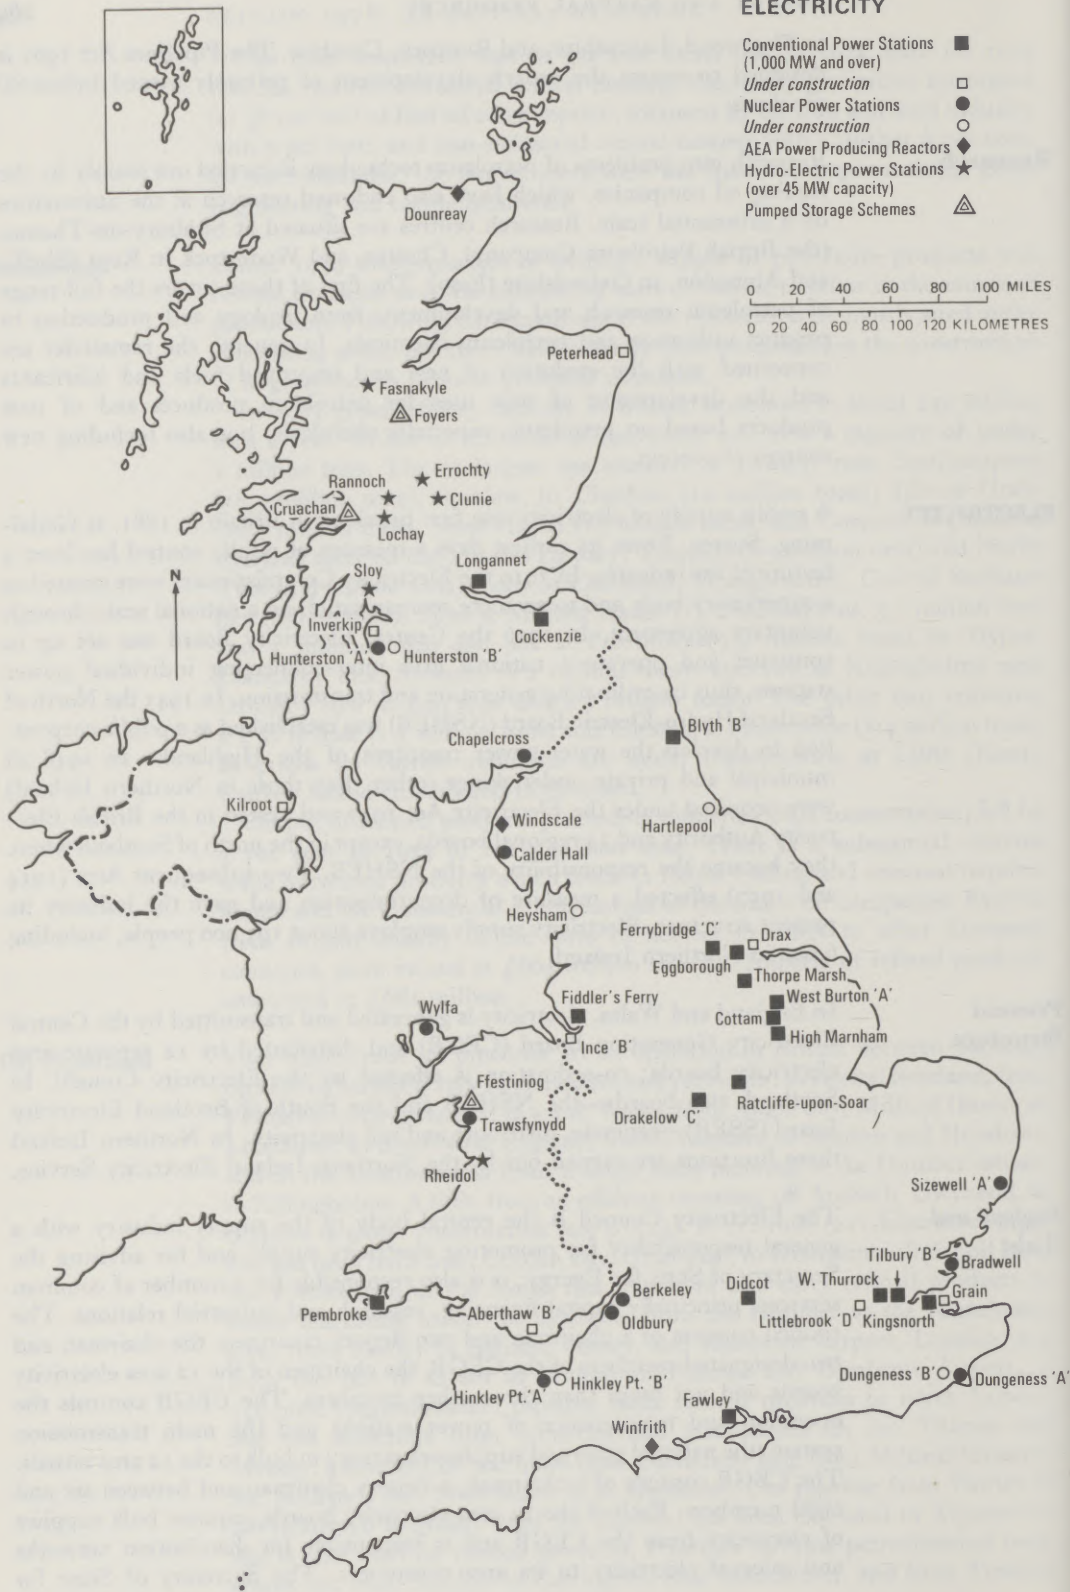 ELECTRICITY
Conventional Power Stations
(1,000 MW and over)
Under construction
Nuclear Power Stations
Under construction
AEA Power Producing Reactors
Hydro-Electric Power Stations
(over 45 MW capacity)
Pumped Storage Schemes
0 20 40 60 80 100 MILES
0 20 40 60 80 100 120 KILOMETRES
Dounreay
Peterhead
Fasnakyle
Foyers
Errochty
Rannoch
Clunie
Cruachan
Lochay
Longannet
N
Sloy
Cockenzie
Inverkip
Hunterston 'A'
Hunterston 'B'
Blyth 'B'
Chapelcross
Kilroot
Hartlepool
Windscale
Calder Hall
Heysham
Ferrybridge 'C'
Drax
Eggborough
Thorpe Marsh
Fiddler's Ferry
West Burton 'A'
Wylfa
Cottam
High Marnham
Ince 'B'
Ffestiniog
Drakelow 'C'
Ratcliffe-upon-Soar
Trawsfynydd
Rheidol
Sizewell 'A'
Tilbury 'B'
Bradwell
W. Thurrock
Didcot
Berkeley
Grain
Pembroke
Aberthaw 'B'
Oldbury
Littlebrook 'D'
Kingsnorth
Hinkley Pt.'A'
Hinkley Pt. 'B'
Dungeness 'B'
Dungeness 'A'
Fawley
Winfrith